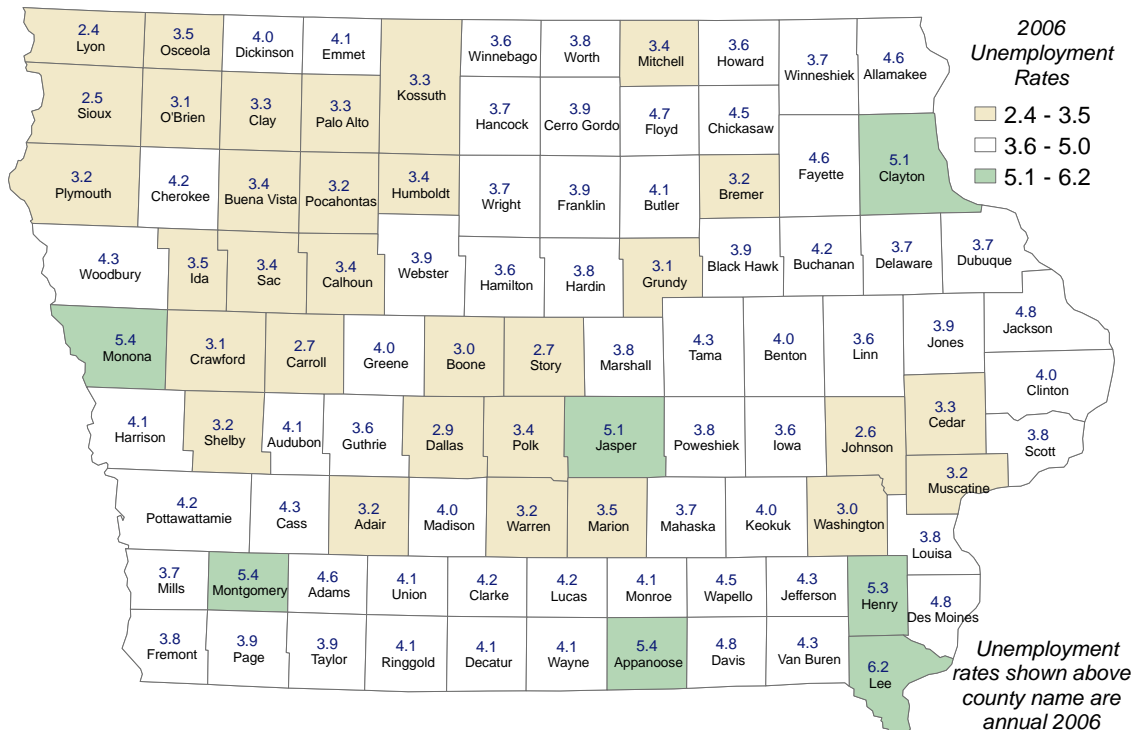 2006
Unemployment
Rates
2.4 - 3.5
3.6 - 5.0
5.1 - 6.2
2.4
Lyon
3.5
Osceola
4.0
Dickinson
4.1
Emmet
3.3
Kossuth
3.6
Winnebago
3.8
Worth
3.4
Mitchell
3.6
Howard
3.7
Winneshiek
4.6
Allamakee
2.5
Sioux
3.1
O'Brien
3.3
Clay
3.3
Palo Alto
3.7
Hancock
3.9
Cerro Gordo
4.7
Floyd
4.5
Chickasaw
4.6
Fayette
5.1
Clayton
3.2
Plymouth
4.2
Cherokee
3.4
Buena Vista
3.2
Pocahontas
3.4
Humboldt
3.7
Wright
3.9
Franklin
4.1
Butler
3.2
Bremer
4.3
Woodbury
3.5
Ida
3.4
Sac
3.4
Calhoun
3.9
Webster
3.6
Hamilton
3.8
Hardin
3.1
Grundy
3.9
Black Hawk
4.2
Buchanan
3.7
Delaware
3.7
Dubuque
5.4
Monona
3.1
Crawford
2.7
Carroll
4.0
Greene
3.0
Boone
2.7
Story
3.8
Marshall
4.3
Tama
4.0
Benton
3.6
Linn
3.9
Jones
4.8
Jackson
4.0
Clinton
4.1
Harrison
3.2
Shelby
4.1
Audubon
3.6
Guthrie
2.9
Dallas
3.4
Polk
5.1
Jasper
3.8
Poweshiek
3.6
Iowa
2.6
Johnson
3.3
Cedar
3.8
Scott
3.2
Muscatine
4.2
Pottawattamie
4.3
Cass
3.2
Adair
4.0
Madison
3.2
Warren
3.5
Marion
3.7
Mahaska
4.0
Keokuk
3.0
Washington
3.8
Louisa
3.7
Mills
5.4
Montgomery
4.6
Adams
4.1
Union
4.2
Clarke
4.2
Lucas
4.1
Monroe
4.5
Wapello
4.3
Jefferson
5.3
Henry
4.8
Des Moines
3.8
Fremont
3.9
Page
3.9
Taylor
4.1
Ringgold
4.1
Decatur
4.1
Wayne
5.4
Appanoose
4.8
Davis
4.3
Van Buren
6.2
Lee
Unemployment
rates shown above
county name are
annual 2006